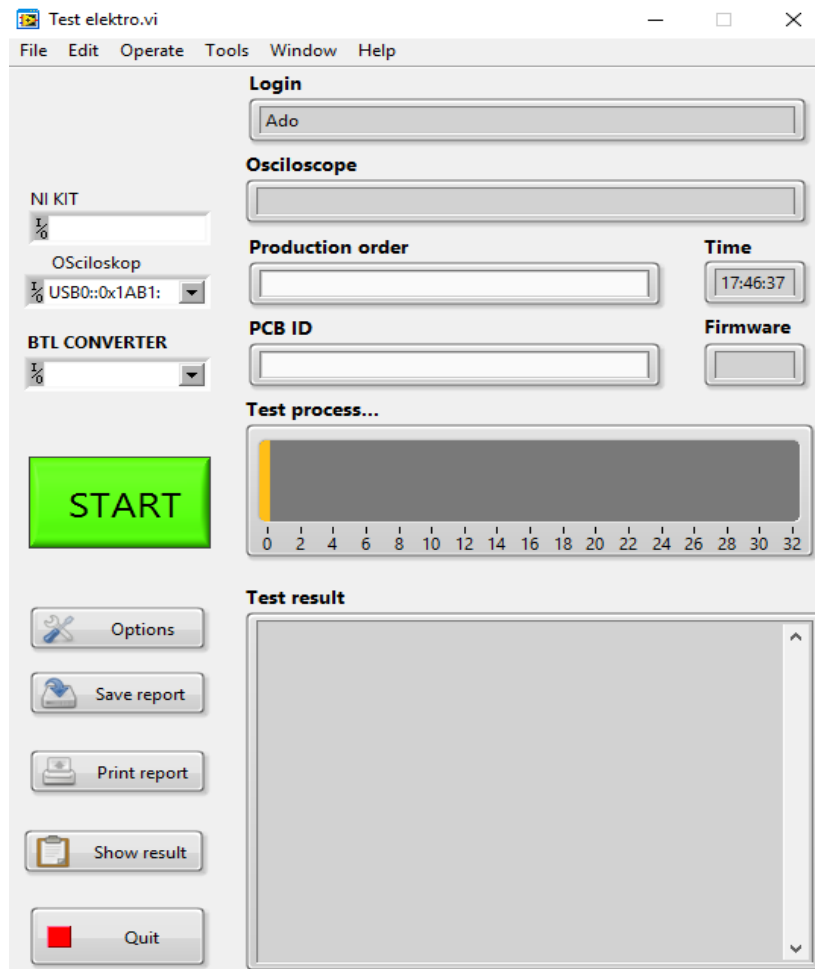 Test elektro.vi
File Edit Operate Tools Window Help
Login
Ado
Osciloscope
NI KIT
I/0
OSciloskop
I/0 USB0::0x1AB1:
BTL CONVERTER
I/0
Production order
Time
17:46:37
PCB ID
Firmware
Test process...
0 2 4 6 8 10 12 14 16 18 20 22 24 26 28 30 32
START
Test result
Options
Save report
Print report
Show result
Quit